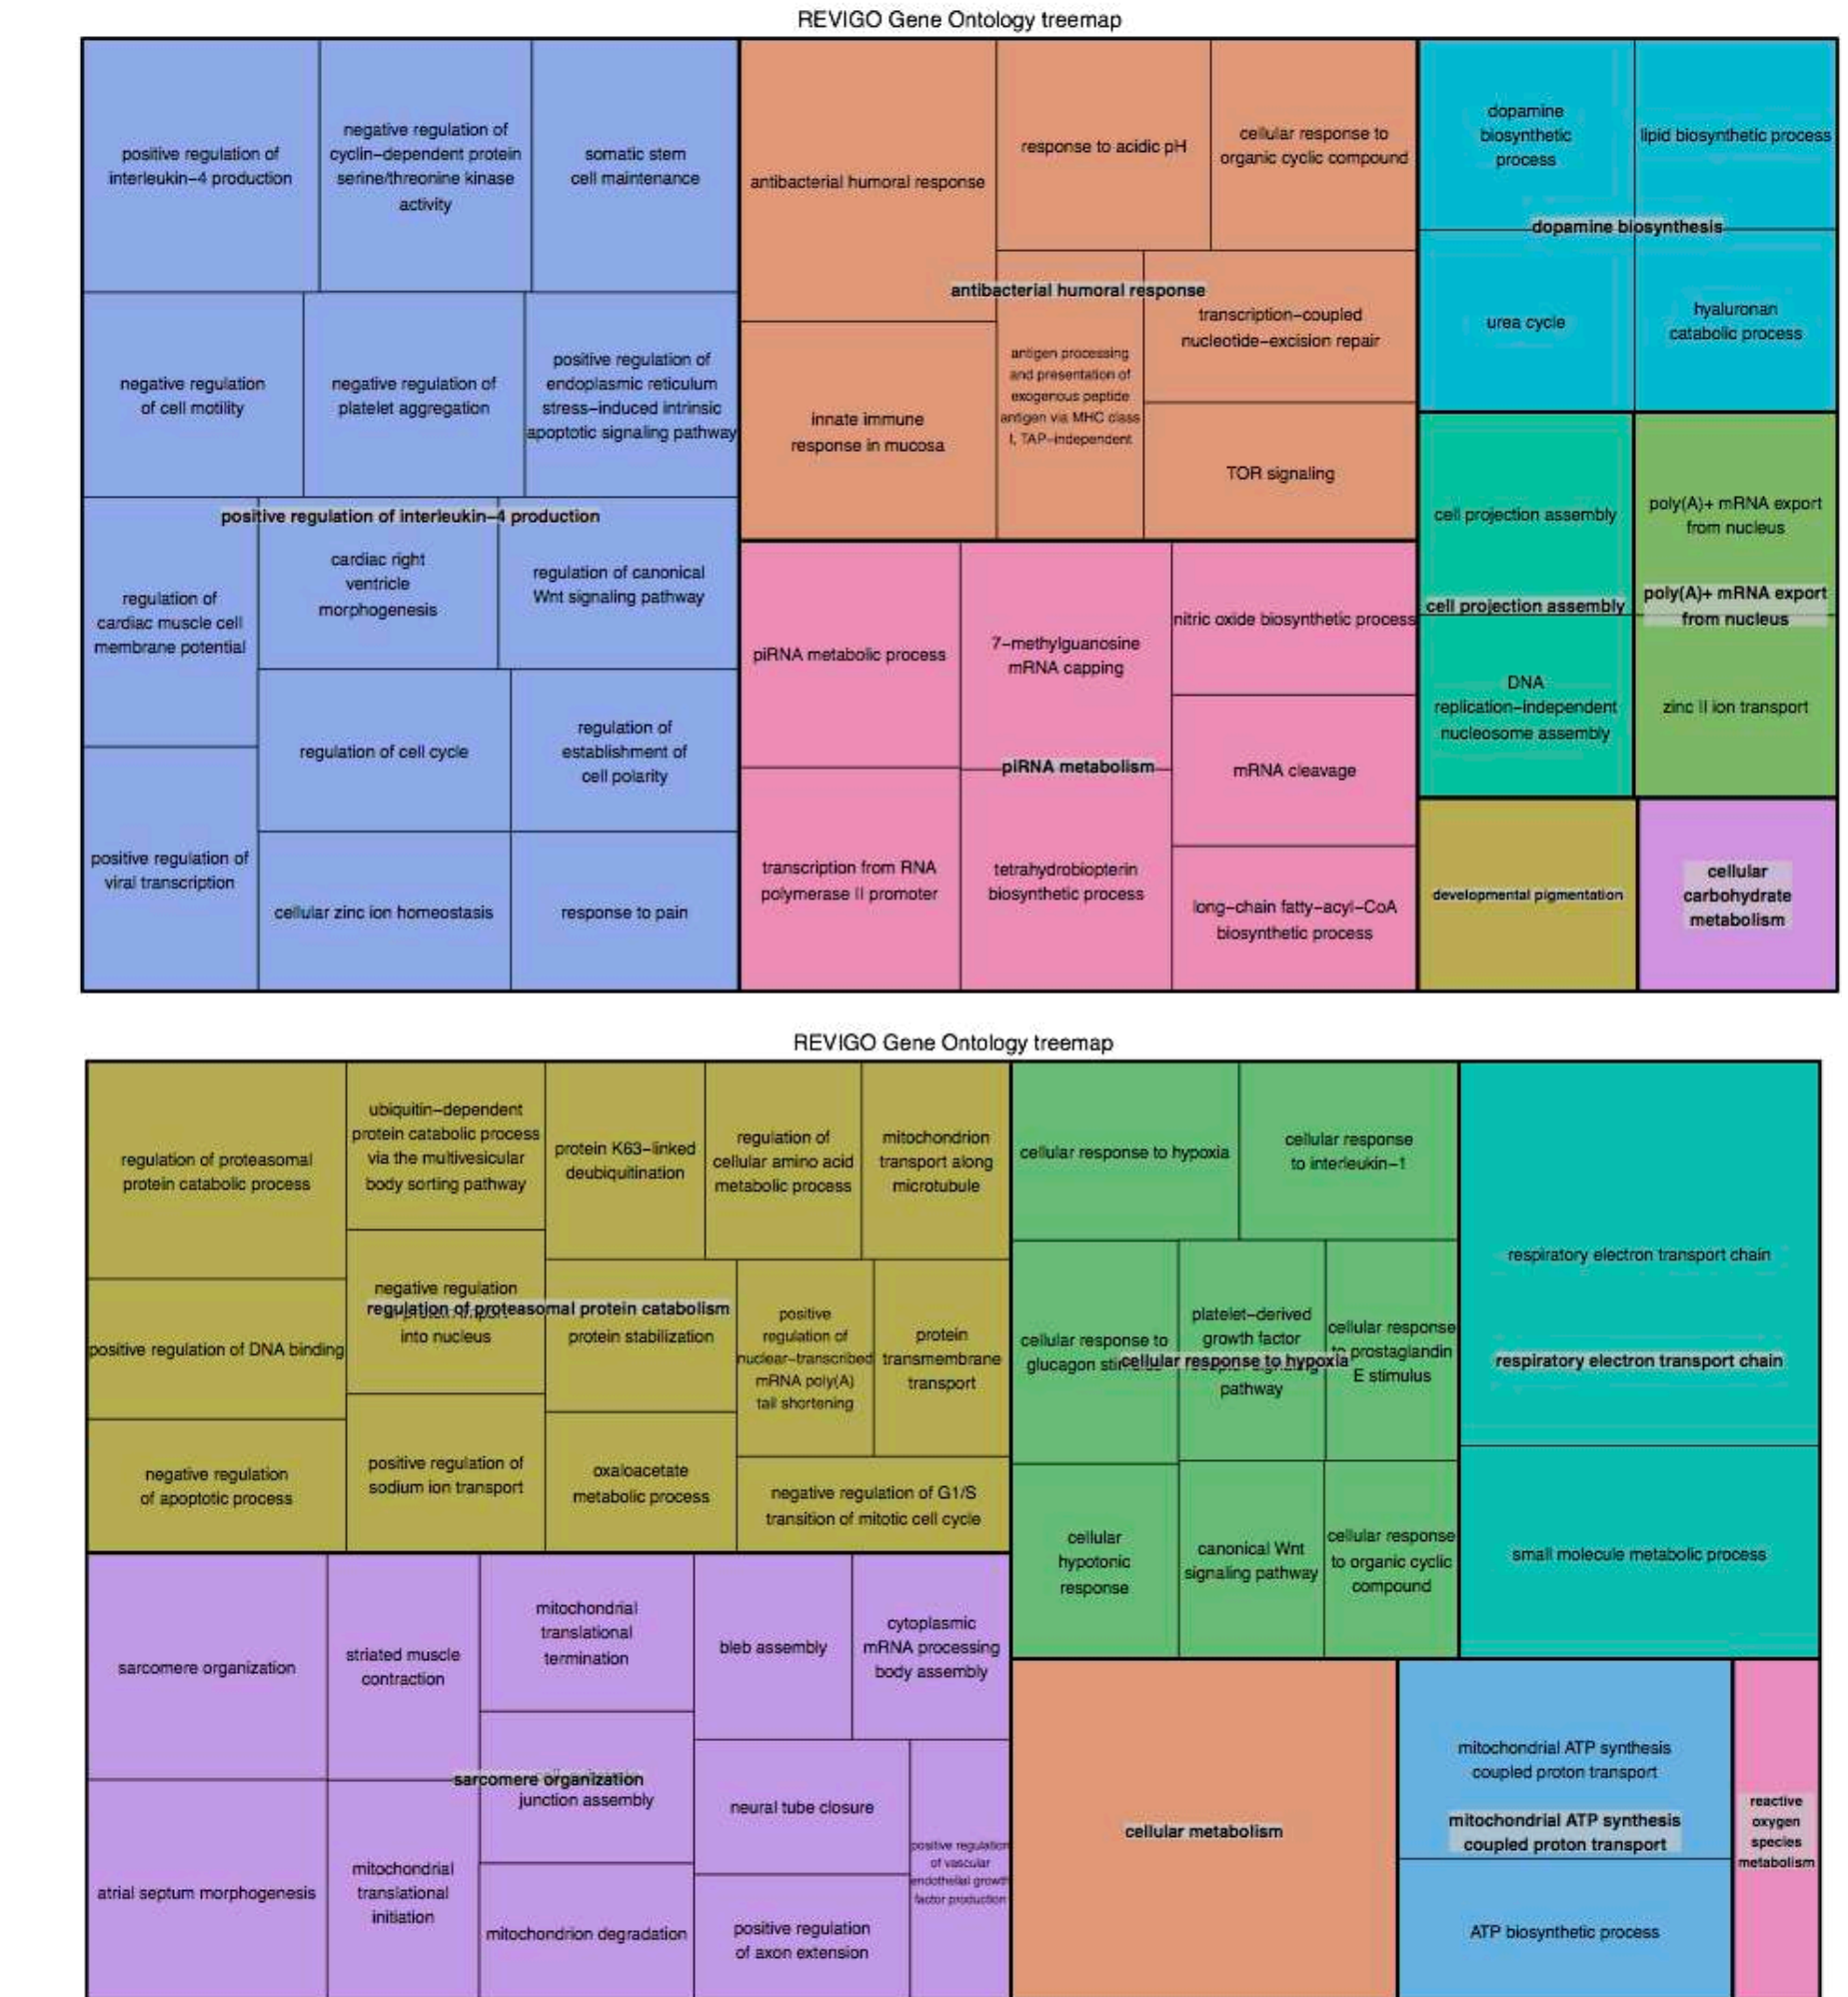 REVIGO Gene Ontology treemap
positive regulation of
interleukin−4 production
negative regulation of
cyclin−dependent protein
serine/threonine kinase
activity
somatic stem
cell maintenance
negative regulation
of cell motility
negative regulation of
platelet aggregation
positive regulation of
endoplasmic reticulum
stress−induced intrinsic
apoptotic signaling pathway
positive regulation of interleukin−4 production
regulation of
cardiac muscle cell
membrane potential
cardiac right
ventricle
morphogenesis
regulation of canonical
Wnt signaling pathway
regulation of cell cycle
regulation of
establishment of
cell polarity
positive regulation of
viral transcription
cellular zinc ion homeostasis
response to pain
antibacterial humoral response
response to acidic pH
cellular response to
organic cyclic compound
antibacterial humoral response
innate immune
response in mucosa
antigen processing
and presentation of
exogenous peptide
antigen via MHC class
I, TAP−independent
transcription−coupled
nucleotide−excision repair
TOR signaling
piRNA metabolic process
7−methylguanosine
mRNA capping
nitric oxide biosynthetic process
piRNA metabolism
mRNA cleavage
transcription from RNA
polymerase II promoter
tetrahydrobiopterin
biosynthetic process
long−chain fatty−acyl−CoA
biosynthetic process
dopamine
biosynthetic
process
lipid biosynthetic process
dopamine biosynthesis
urea cycle
hyaluronan
catabolic process
cell projection assembly
cell projection assembly
DNA
replication−independent
nucleosome assembly
poly(A)+ mRNA export
from nucleus
poly(A)+ mRNA export
from nucleus
zinc II ion transport
developmental pigmentation
cellular
carbohydrate
metabolism
REVIGO Gene Ontology treemap
regulation of proteasomal
protein catabolic process
ubiquitin−dependent
protein catabolic process
via the multivesicular
body sorting pathway
protein K63−linked
deubiquitination
regulation of
cellular amino acid
metabolic process
mitochondrion
transport along
microtubule
positive regulation of DNA binding
negative regulation
into nucleus
regulation of proteasomal protein catabolism
protein stabilization
positive
regulation of
nuclear−transcribed
mRNA poly(A)
tail shortening
protein
transmembrane
transport
negative regulation
of apoptotic process
positive regulation of
sodium ion transport
oxaloacetate
metabolic process
negative regulation of G1/S
transition of mitotic cell cycle
sarcomere organization
striated muscle
contraction
mitochondrial
translational
termination
bleb assembly
cytoplasmic
mRNA processing
body assembly
sarcomere organization
junction assembly
atrial septum morphogenesis
mitochondrial
translational
initiation
mitochondrion degradation
neural tube closure
positive regulation
of axon extension
positive regulation
of vascular
endothelial growth
factor production
cellular response to hypoxia
cellular response
to interleukin−1
cellular response to
glucagon
platelet−derived
growth factor
pathway
cellular response
to prostaglandin
E stimulus
cellular response to hypoxia
cellular
hypotonic
response
canonical Wnt
signaling pathway
cellular response
to organic cyclic
compound
respiratory electron transport chain
respiratory electron transport chain
small molecule metabolic process
cellular metabolism
mitochondrial ATP synthesis
coupled proton transport
mitochondrial ATP synthesis
coupled proton transport
ATP biosynthetic process
reactive
oxygen
species
metabolism